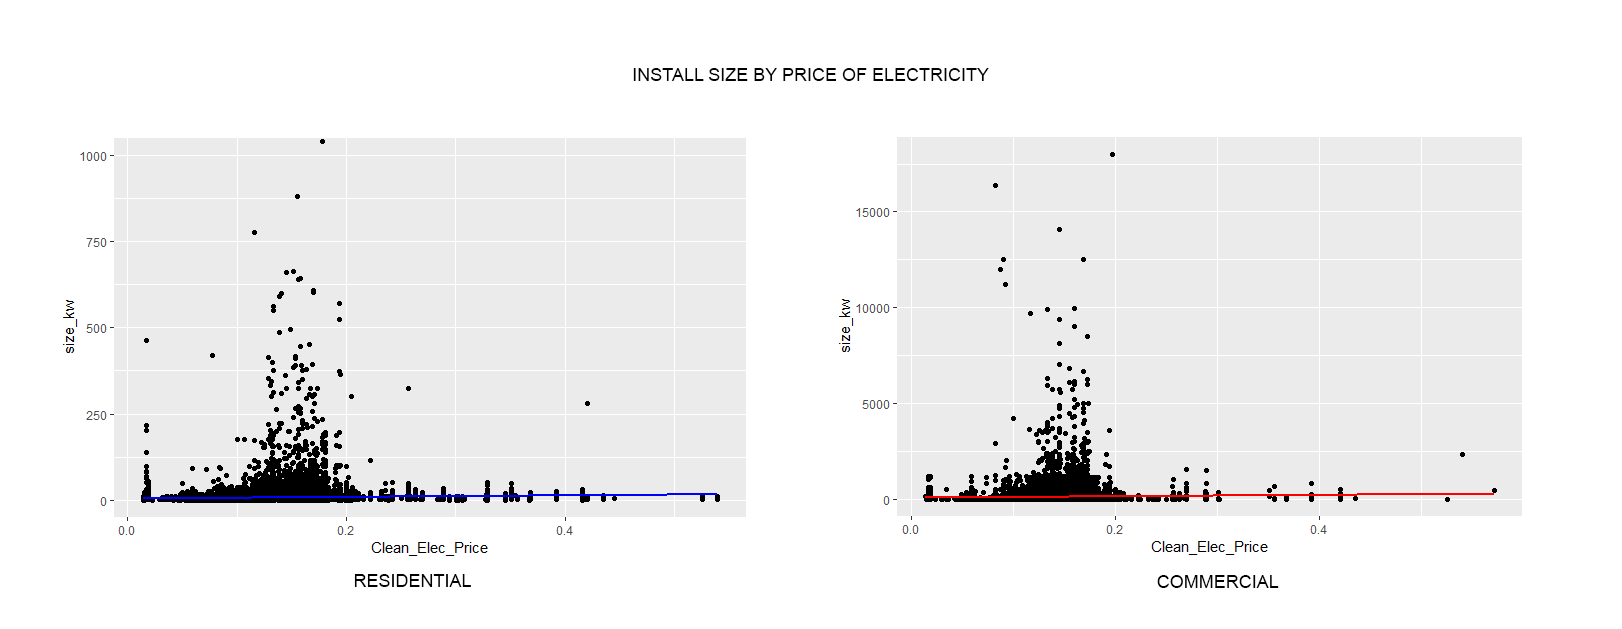 INSTALL SIZE BY PRICE OF ELECTRICITY
1000
750
500
250
0
size_kw
0.0
0.2
0.4
Clean_Elec_Price
RESIDENTIAL
15000
10000
5000
0
size_kw
0.0
0.2
0.4
Clean_Elec_Price
COMMERCIAL